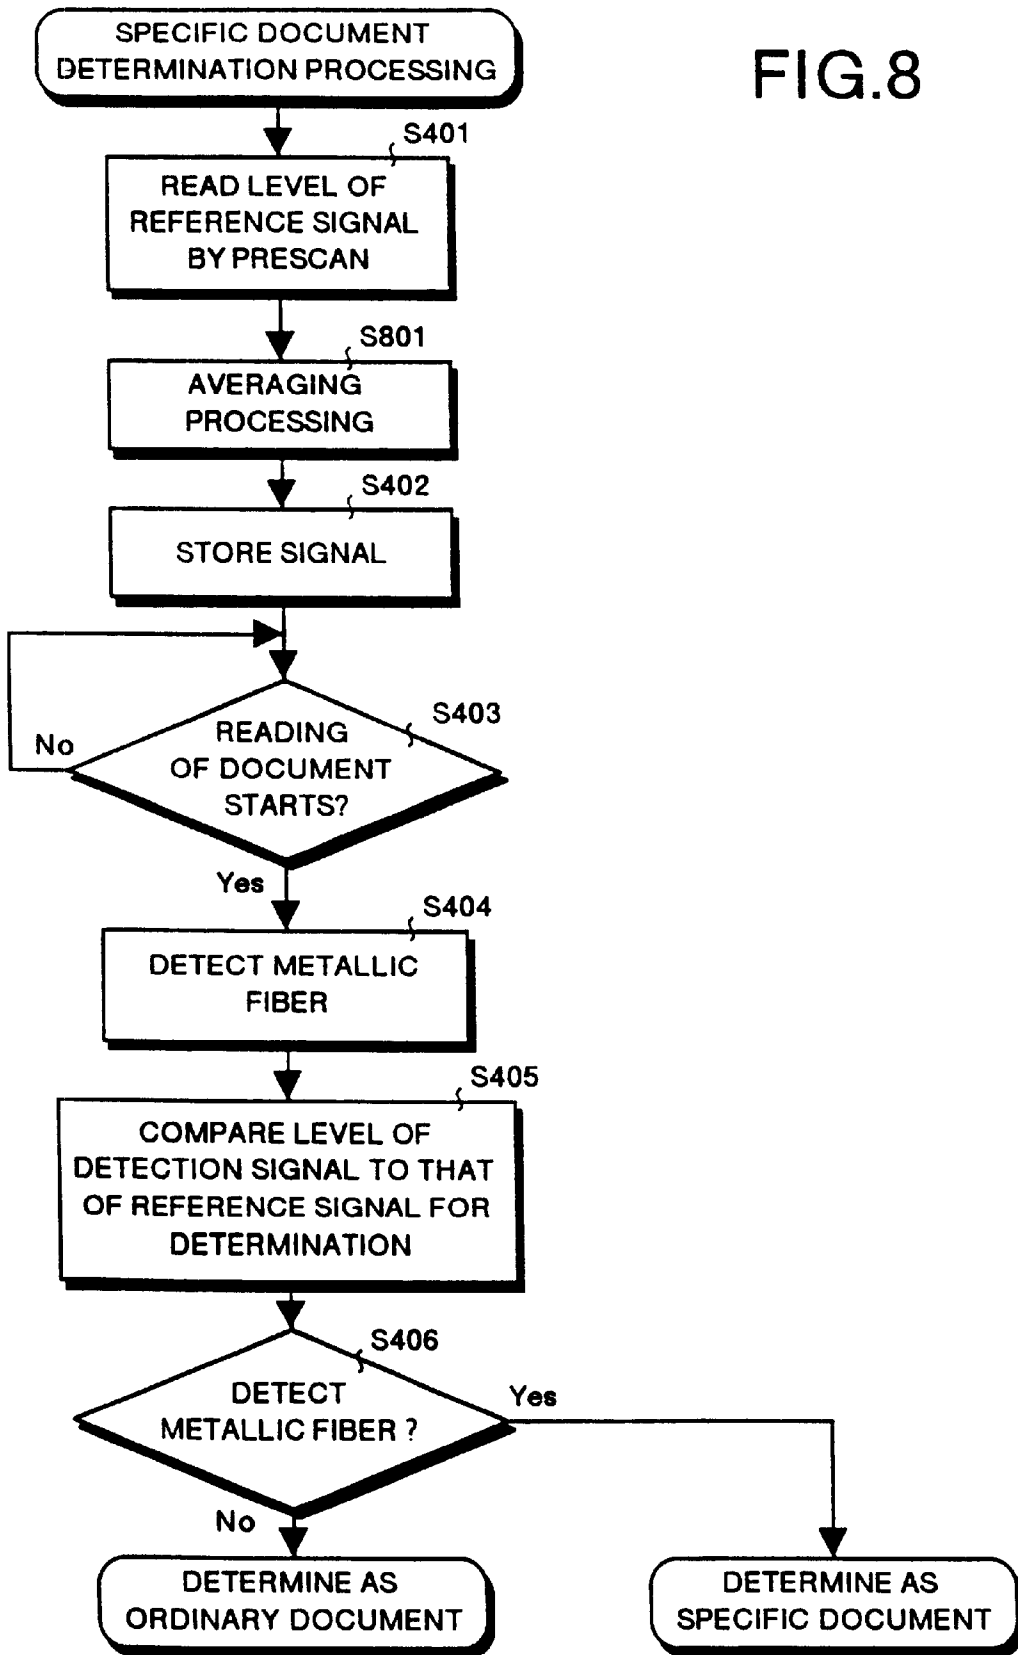 SPECIFIC DOCUMENT
DETERMINATION PROCESSING
FIG.8
S401
READ LEVEL OF
REFERENCE SIGNAL
BY PRESCAN
S801
AVERAGING
PROCESSING
S402
STORE SIGNAL
S403
READING
OF DOCUMENT
STARTS?
No
Yes
S404
DETECT METALLIC
FIBER
S405
COMPARE LEVEL OF
DETECTION SIGNAL TO THAT
OF REFERENCE SIGNAL FOR
DETERMINATION
S406
DETECT
METALLIC FIBER ?
Yes
No
DETERMINE AS
ORDINARY DOCUMENT
DETERMINE AS
SPECIFIC DOCUMENT